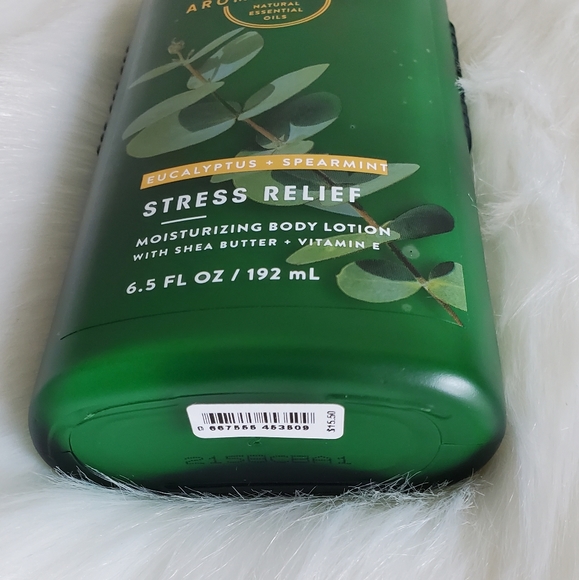 NATURAL
ESSENTIAL
OILS
EUCALYPTUS + SPEARMINT
STRESS RELIEF
MOISTURIZING BODY LOTION
WITH SHEA BUTTER + VITAMIN E
6.5 FL OZ / 192 mL
0 667556 453509
$15.50